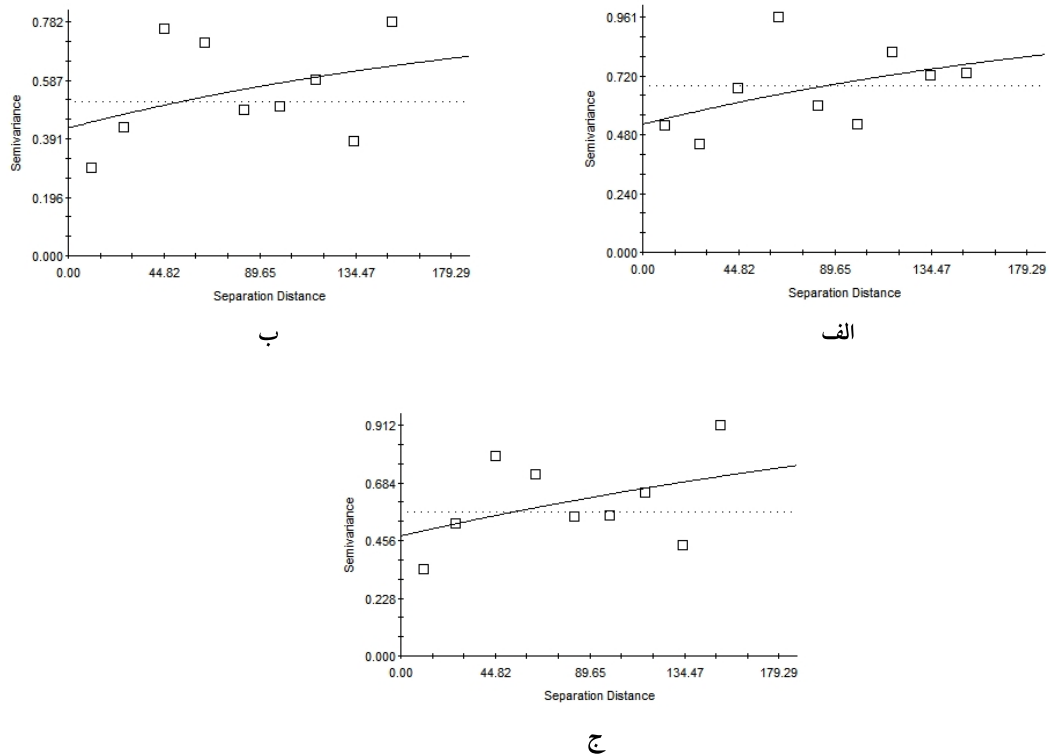 0.782
0.587
0.391
0.196
0.000
Semivariance
0.00 44.82 89.65 134.47 179.29
Separation Distance
ب
0.961
0.720
0.480
0.240
0.000
Semivariance
0.00 44.82 89.65 134.47 179.29
Separation Distance
الف
0.912
0.684
0.456
0.228
0.000
Semivariance
0.00 44.82 89.65 134.47 179.29
Separation Distance
ج